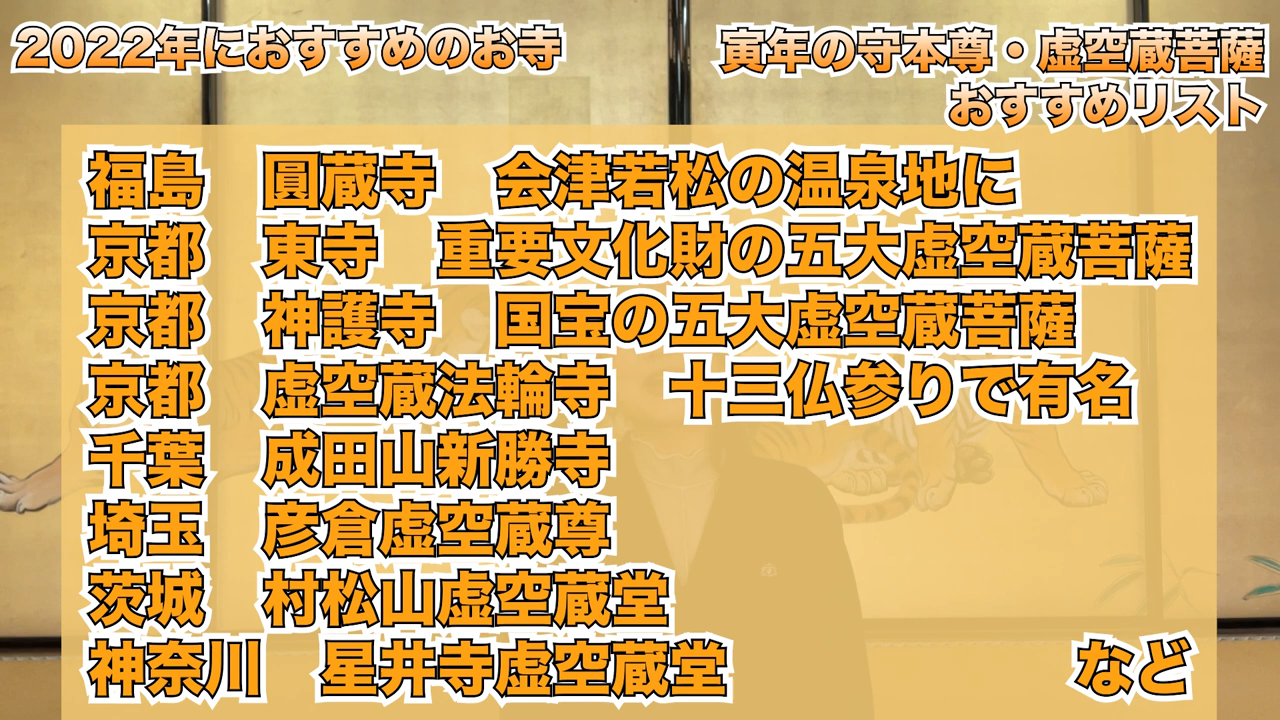 2022年におすすめのお寺
寅年の守本尊・虚空蔵菩薩
おすすめリスト
福島　圓蔵寺　会津若松の温泉地に
京都　東寺　重要文化財の五大虚空蔵菩薩
京都　神護寺　国宝の五大虚空蔵菩薩
京都　虚空蔵法輪寺　十三仏参りで有名
千葉　成田山新勝寺
埼玉　彦倉虚空蔵尊
茨城　村松山虚空蔵堂
神奈川　星井寺虚空蔵堂　など